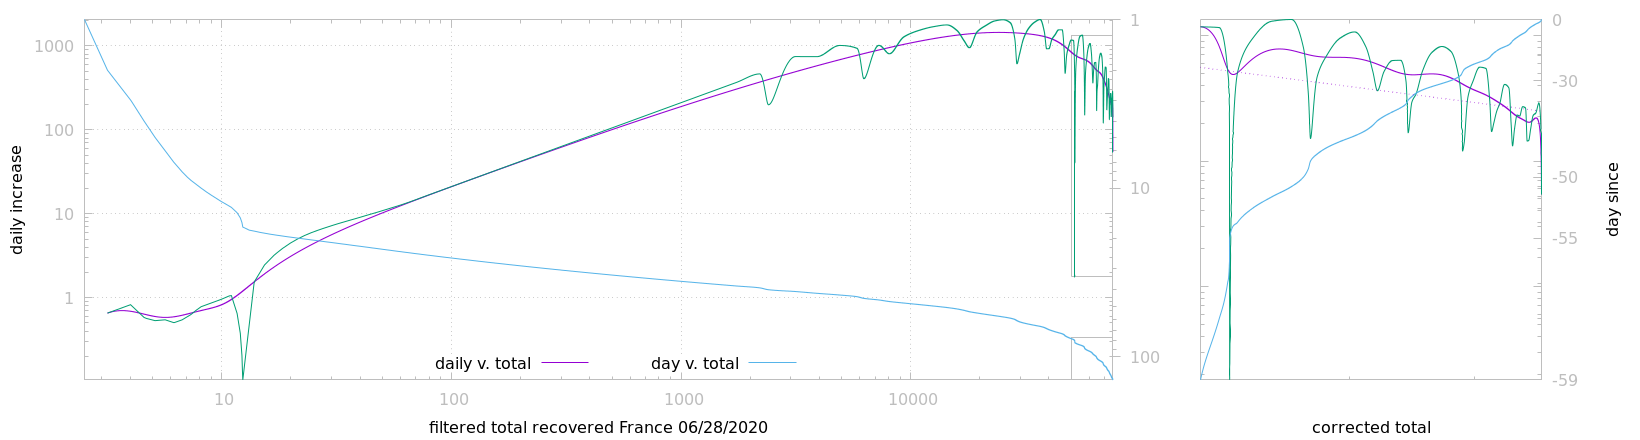 1000
100
10
1
daily increase
10
100
1000
10000
filtered total recovered France 06/28/2020
daily v. total
day v. total
1
10
100
0
-30
-50
-55
-59
day since
corrected total